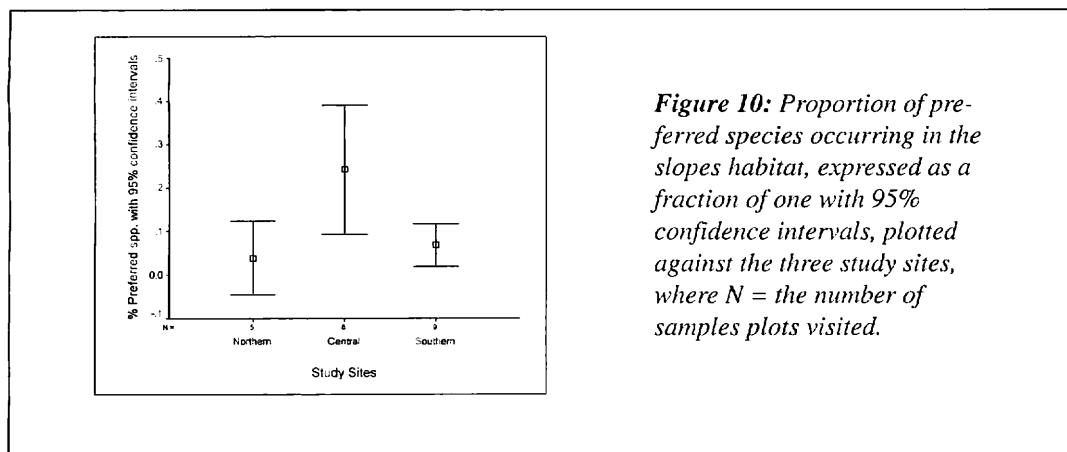 % Preferred spp. with 95% confidence intervals
.5
.4
.3
.2
.1
0.0
-.1
N =
5
8
9
Northern
Central
Southern
Study Sites
Figure 10: Proportion of pre-
ferred species occurring in the
slopes habitat, expressed as a
fraction of one with 95%
confidence intervals, plotted
against the three study sites,
where N = the number of
samples plots visited.